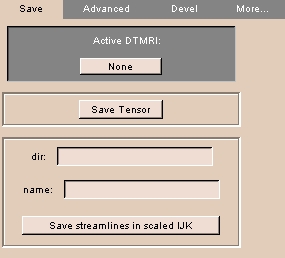 Save Advanced Devel More...
Active DTMRI:
None
Save Tensor
dir:
name:
Save streamlines in scaled IJK